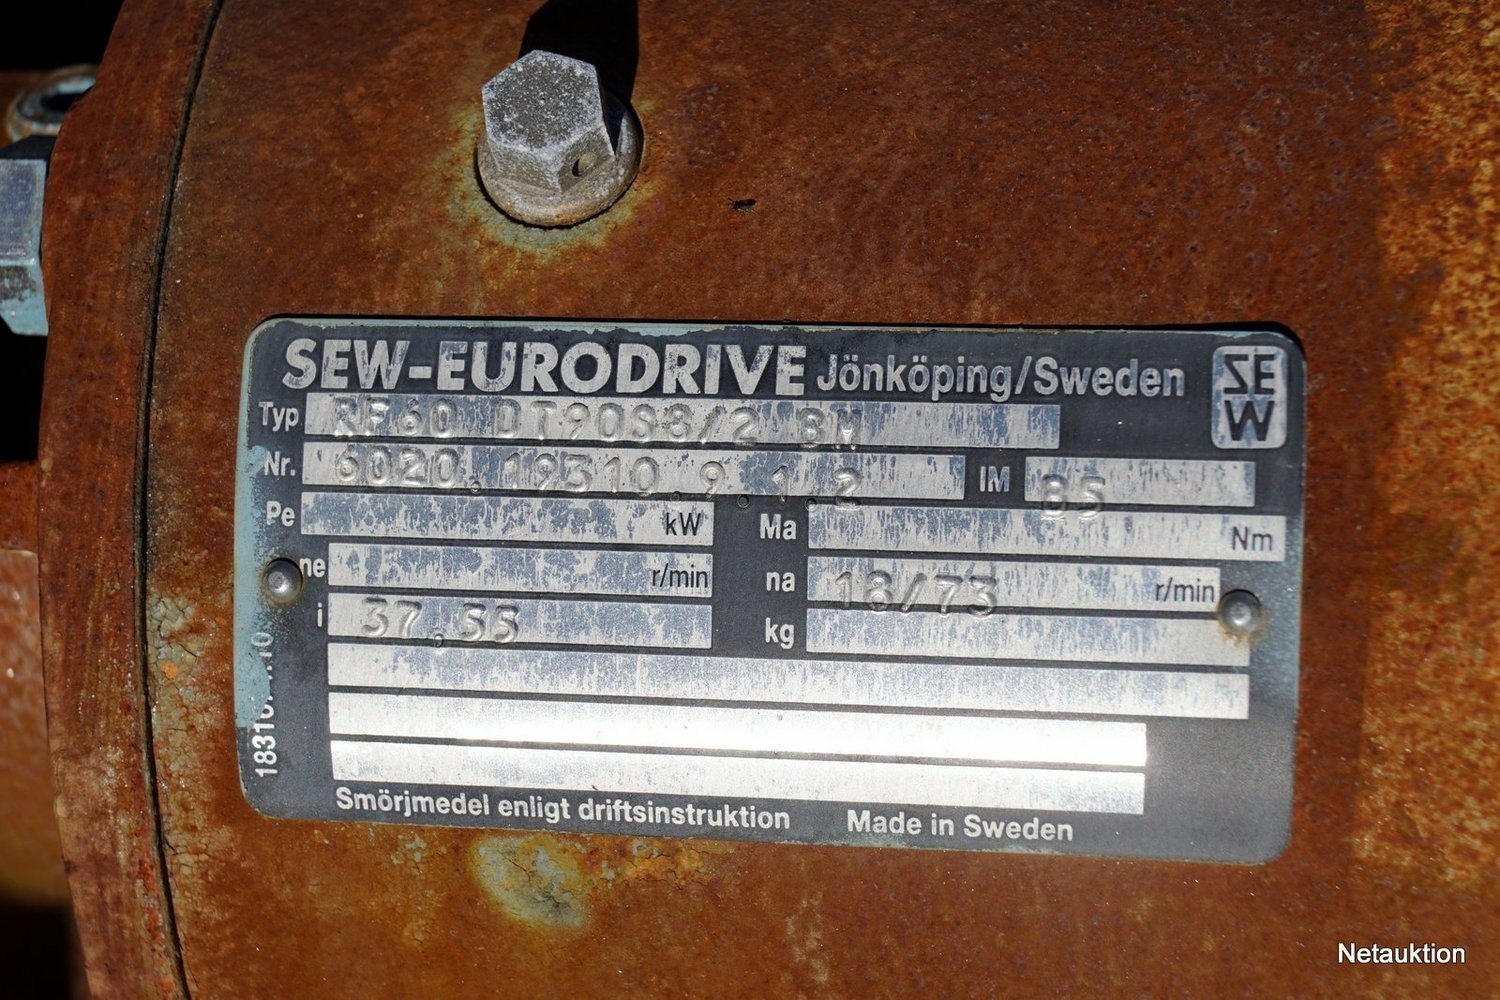 SEW-EURODRIVE Jönköping/Sweden
SEW
Typ RF60 DT90S8/2 BM
Nr. 6020.19310.9.1.2 IM B5
Pe kW Ma Nm
ne r/min na 18/73 r/min
i 37,55 kg
Smörjmedel enligt driftsinstruktion Made in Sweden
Netauktion